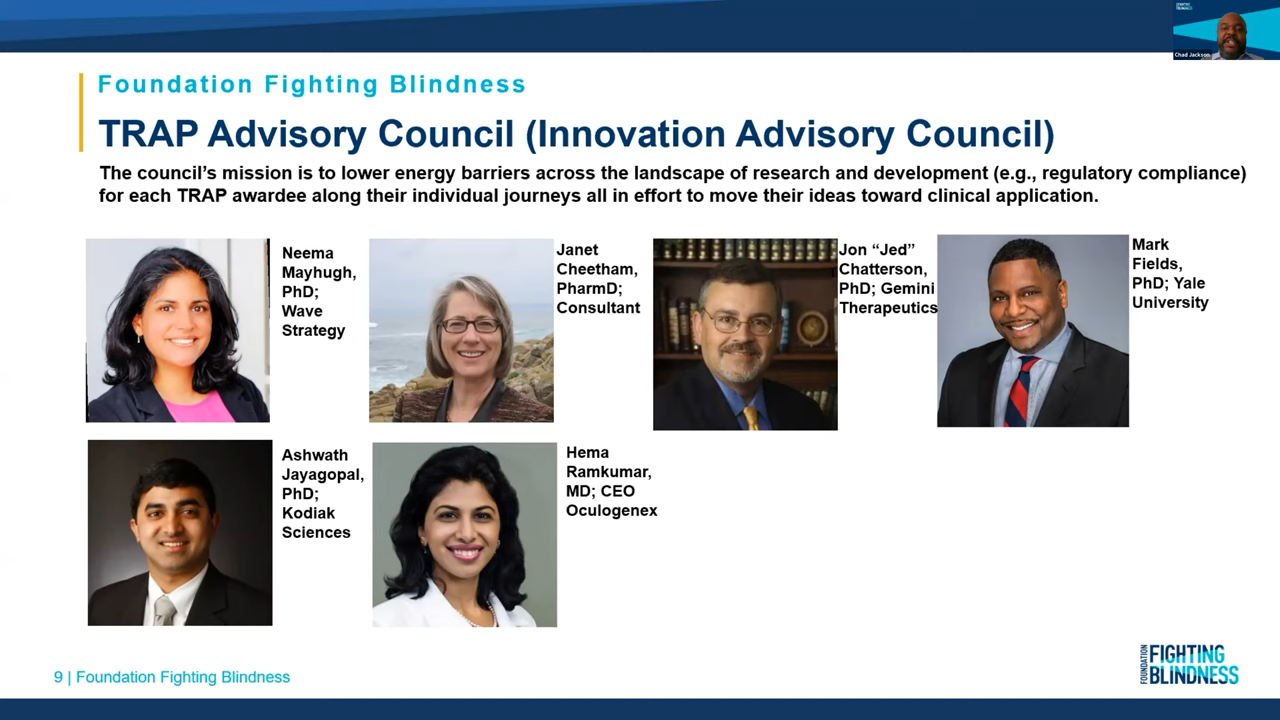 Chad Jackson
Foundation Fighting Blindness
TRAP Advisory Council (Innovation Advisory Council)
The council's mission is to lower energy barriers across the landscape of research and development (e.g., regulatory compliance)
for each TRAP awardee along their individual journeys all in effort to move their ideas toward clinical application.
Neema
Mayhugh,
PhD;
Wave
Strategy
Janet
Cheetham,
PharmD;
Consultant
Jon “Jed”
Chatterson,
PhD; Gemini
Therapeutics
Mark
Fields,
PhD; Yale
University
Ashwath
Jayagopal,
PhD;
Kodiak
Sciences
Hema
Ramkumar,
MD; CEO
Oculogenex
9 | Foundation Fighting Blindness
FOUNDATION
FIGHTING
BLINDNESS